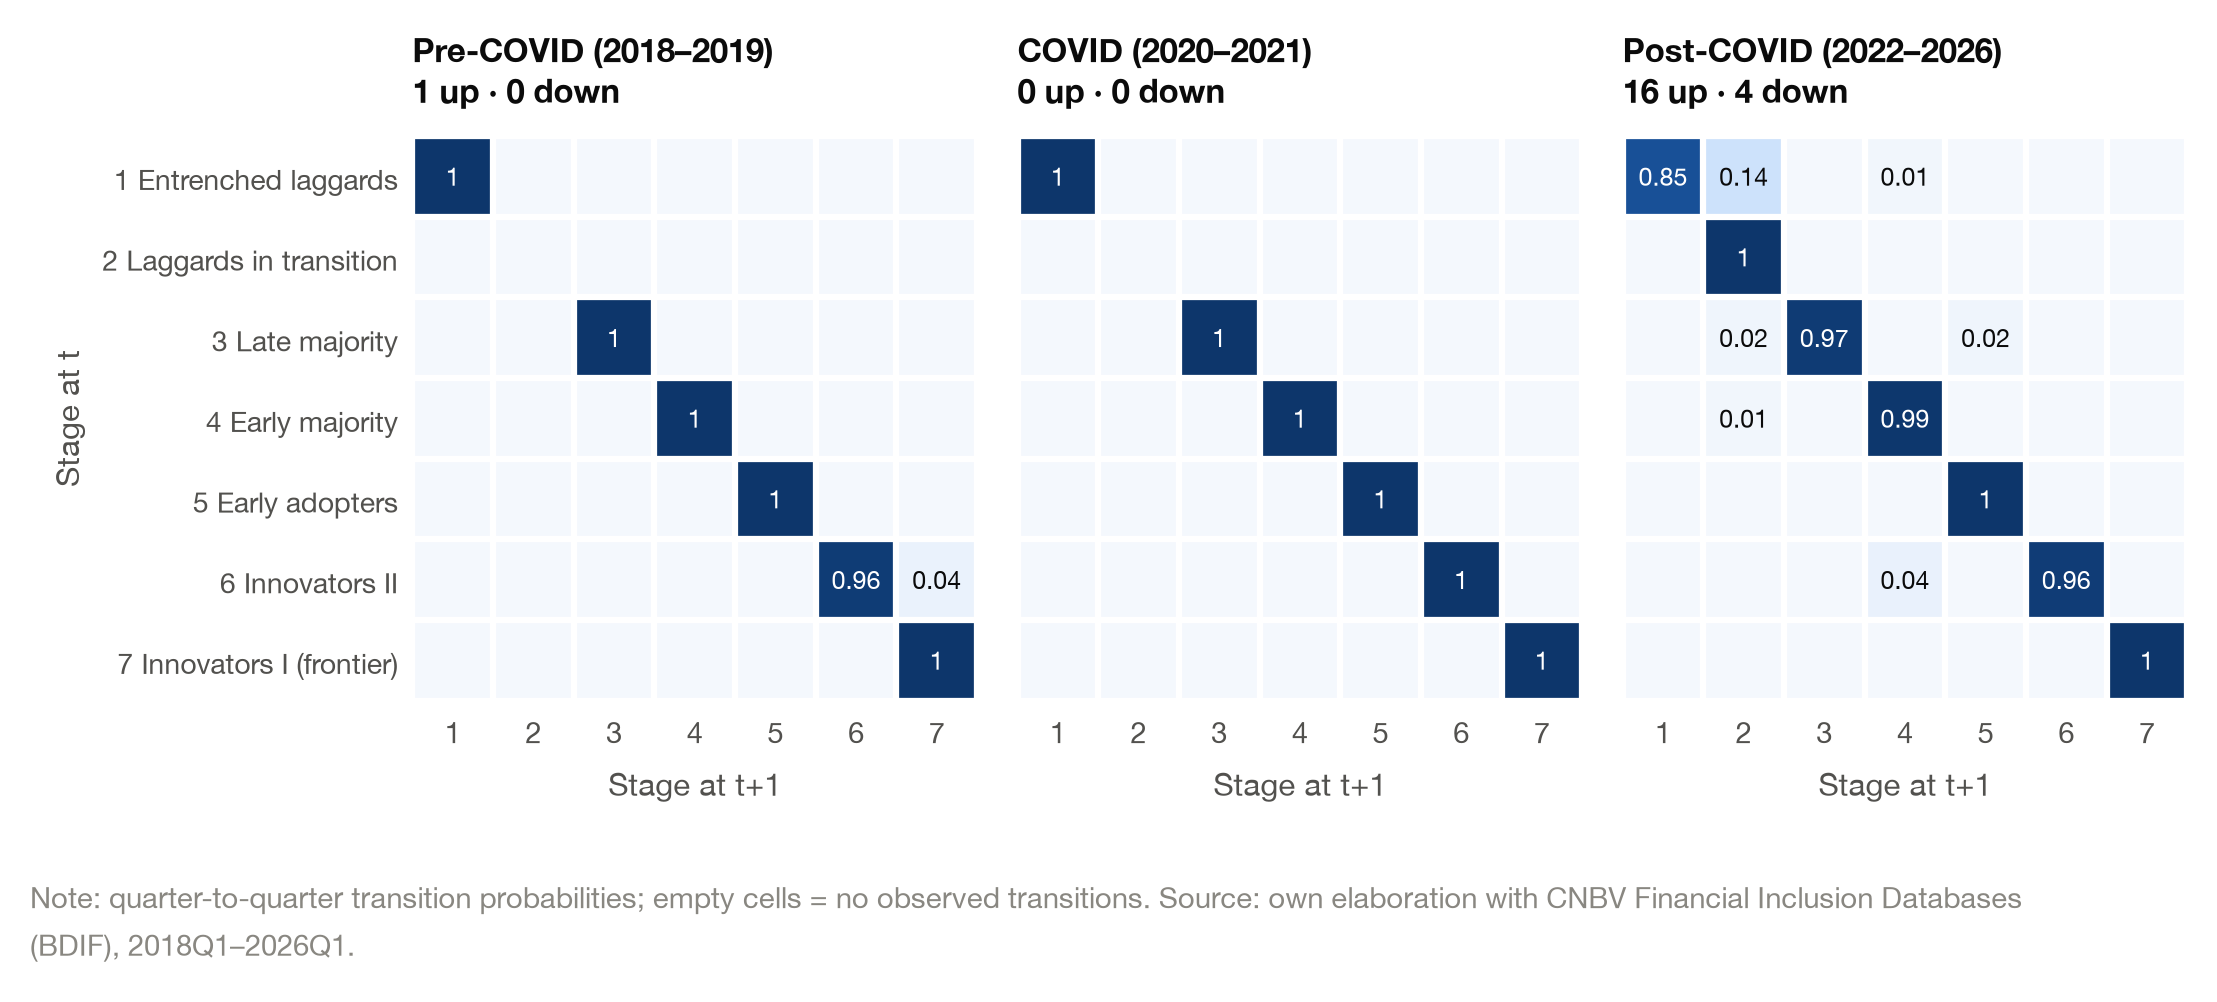 Pre-COVID (2018–2019)
1 up · 0 down
COVID (2020–2021)
0 up · 0 down
Post-COVID (2022–2026)
16 up · 4 down
Stage at t
1 Entrenched laggards
2 Laggards in transition
3 Late majority
4 Early majority
5 Early adopters
6 Innovators II
7 Innovators I (frontier)
1
1
1
1
0.96 0.04
1
1 2 3 4 5 6 7
Stage at t+1
1
1
1
1
1
1
1 2 3 4 5 6 7
Stage at t+1
0.85 0.14 0.01
1
0.02 0.97 0.02
0.01 0.99
1
0.04 0.96
1
1 2 3 4 5 6 7
Stage at t+1
Note: quarter-to-quarter transition probabilities; empty cells = no observed transitions. Source: own elaboration with CNBV Financial Inclusion Databases
(BDIF), 2018Q1–2026Q1.